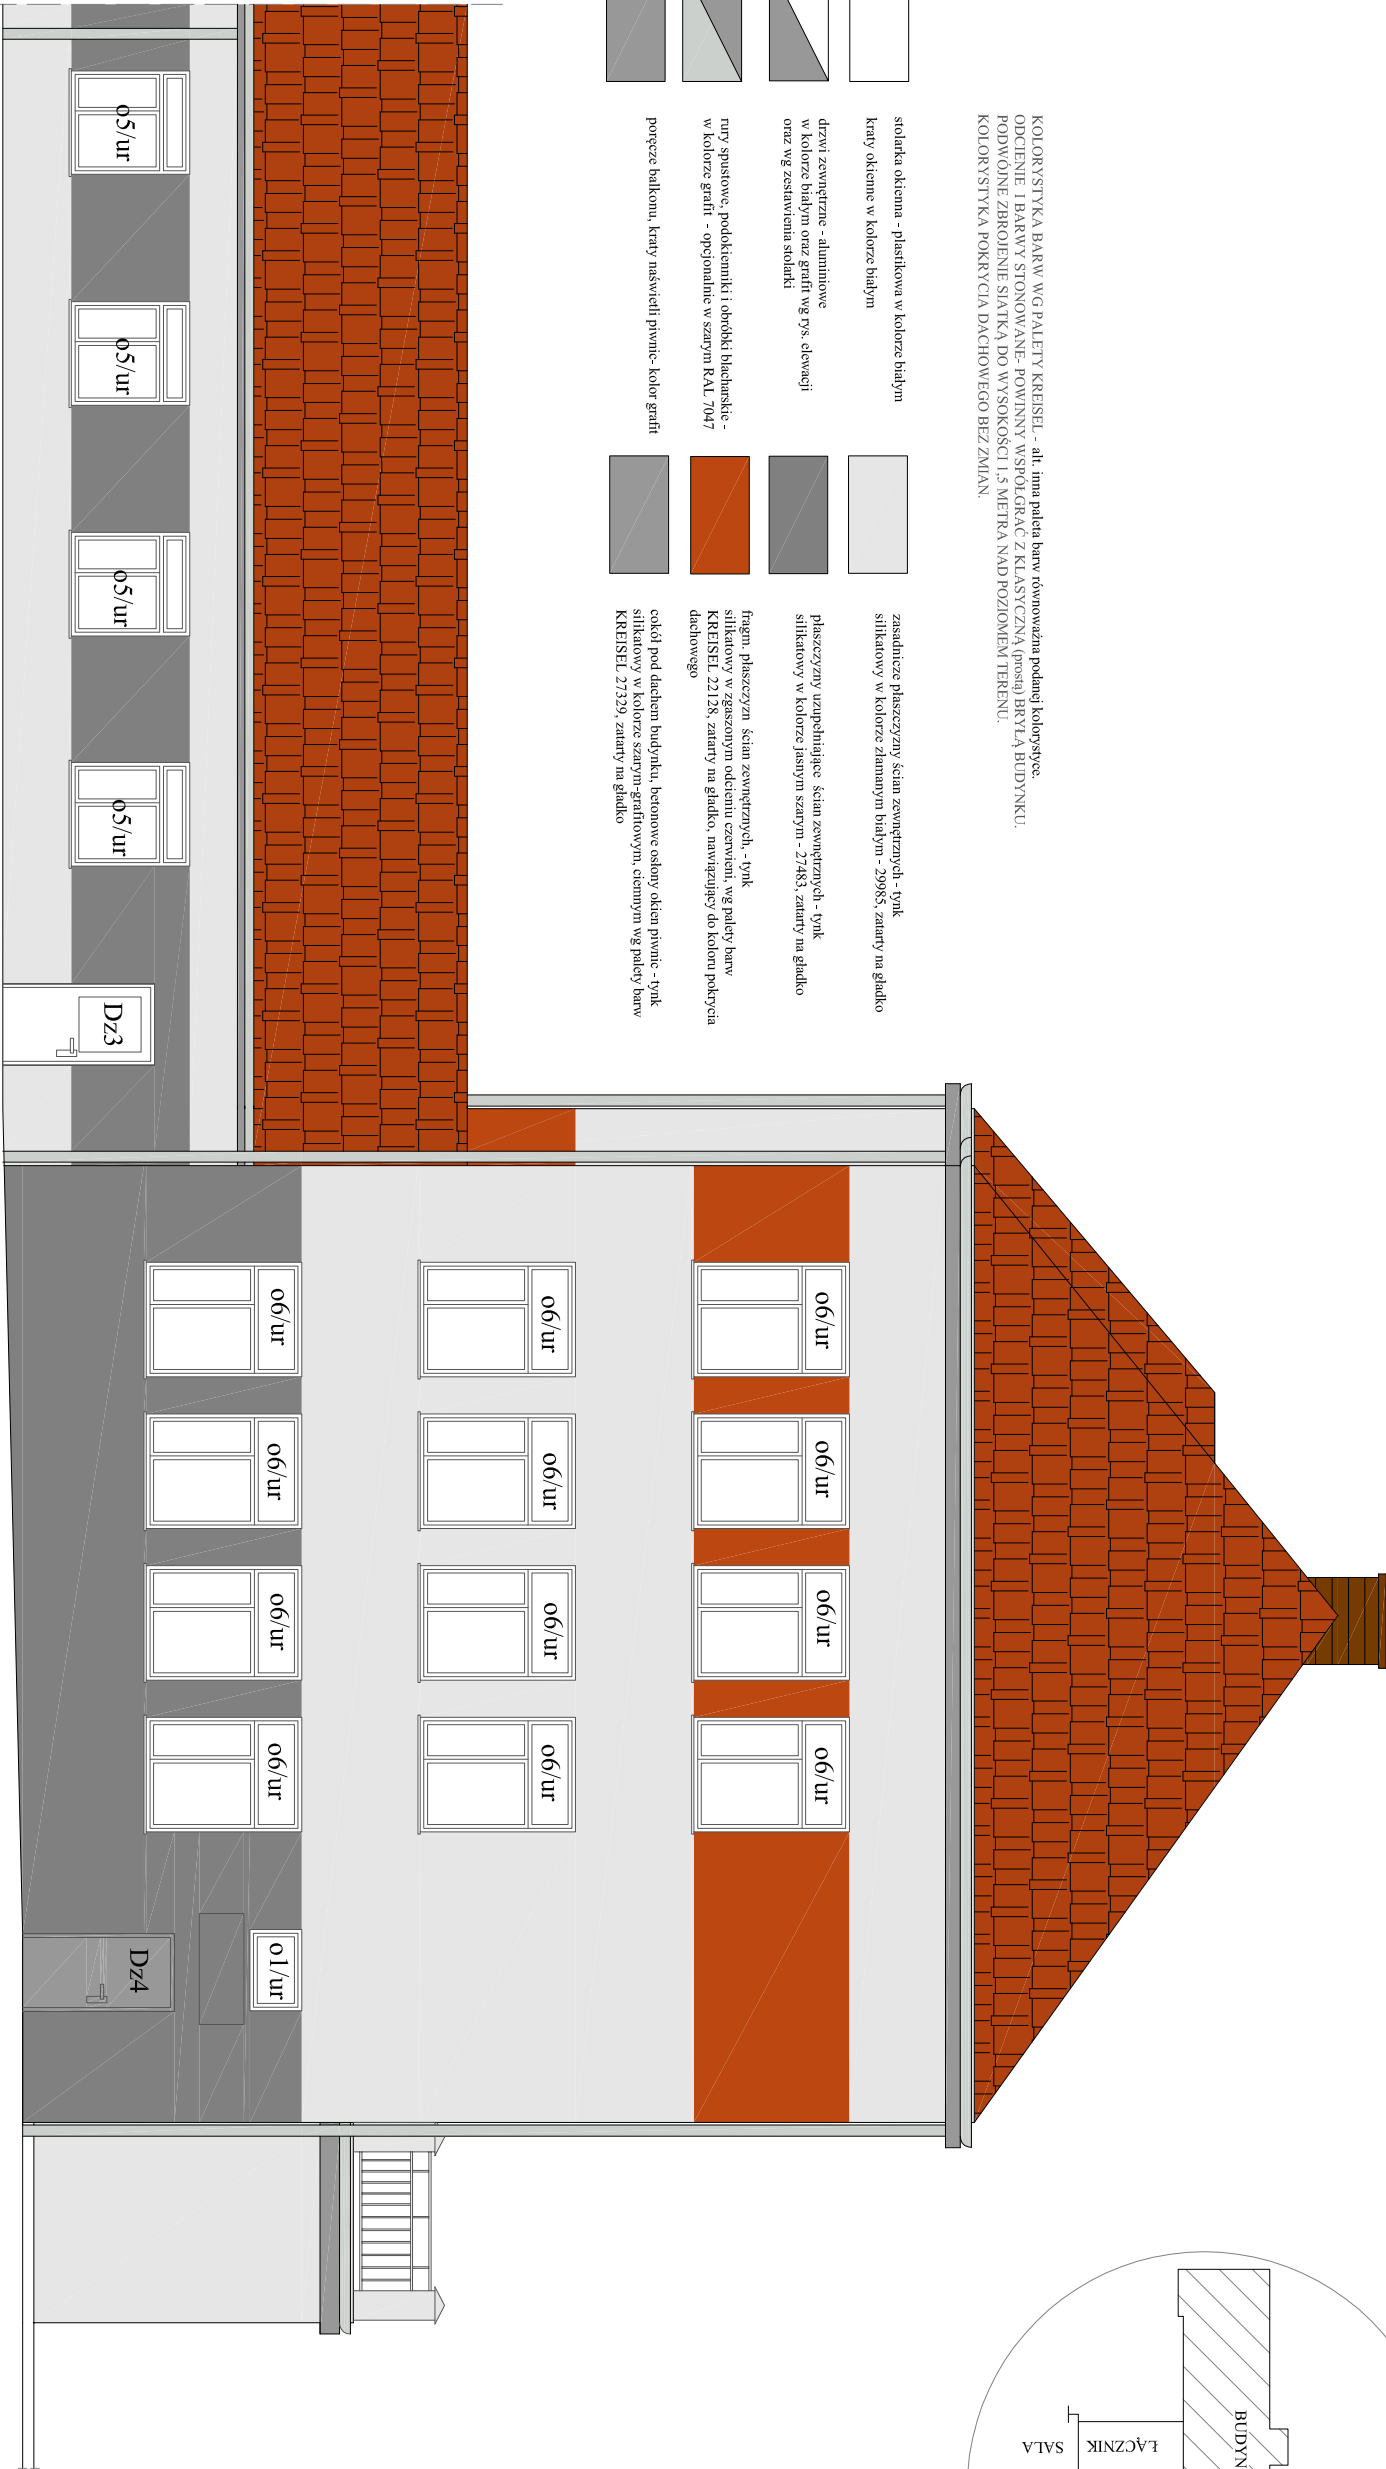 KOLORYSTYKA BARW WG PALETY KREISEL - alt. inna paleta barw równoważna podanej kolorystyce.
ODCIENIE I BARWY STONOWANE- POWINNY WSPÓŁGRAĆ Z KLASYCZNĄ (prostą) BRYŁĄ BUDYNKU.
PODWÓJNE ZBROJENIE SIATKĄ DO WYSOKOŚCI 1,5 METRA NAD POZIOMEM TERENU.
KOLORYSTYKA POKRYCIA DACHOWEGO BEZ ZMIAN.
stolarka okienna - plastikowa w kolorze białym
kraty okienne w kolorze białym
drzwi zewnętrzne - aluminiowe
w kolorze białym oraz grafit wg rys. elewacji
oraz wg zestawienia stolarki
rury spustowe, podokienniki i obróbki blacharskie -
w kolorze grafit - opcjonalnie w szarym RAL 7047
poręcze balkonu, kraty naświetli piwnic- kolor grafit
zasadnicze płaszczyzny ścian zewnętrznych - tynk
silikatowy w kolorze złamanym białym - 29985, zatarty na gładko
płaszczyzny uzupełniające ścian zewnętrznych - tynk
silikatowy w kolorze jasnym szarym - 27483, zatarty na gładko
fragm. płaszczyzn ścian zewnętrznych, - tynk
silikatowy w zgaszonym odcieniu czerwieni, wg palety barw
KREISEL 22128, zatarty na gładko, nawiązujący do koloru pokrycia
dachowego
cokół pod dachem budynku, betonowe osłony okien piwnic - tynk
silikatowy w kolorze szarym-grafitowym, ciemnym wg palety barw
KREISEL 27329, zatarty na gładko
o6/ur
o6/ur
o6/ur
o6/ur
o6/ur
o6/ur
o6/ur
o6/ur
o5/ur
o5/ur
o5/ur
o5/ur
Dz3
o6/ur
o6/ur
o6/ur
o6/ur
o1/ur
Dz4
BUDYN
ŁĄCZNIK
SALA